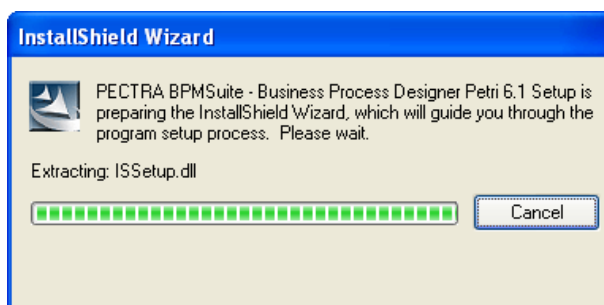 InstallShield Wizard
PECTRA BPMSuite - Business Process Designer Petri 6.1 Setup is
preparing the InstallShield Wizard, which will guide you through the
program setup process.  Please wait.
Extracting: ISSetup.dll
Cancel